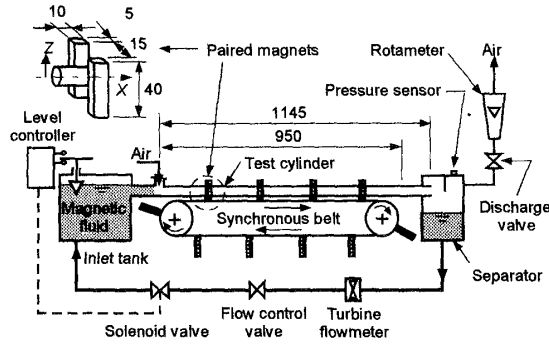 10
5
15
Z
X
40
Paired magnets
Rotameter
Air
Pressure sensor
1145
950
Level
controller
Air
Test cylinder
Magnetic
fluid
Synchronous belt
Discharge
valve
Inlet tank
Separator
Solenoid valve
Flow control
valve
Turbine
flowmeter